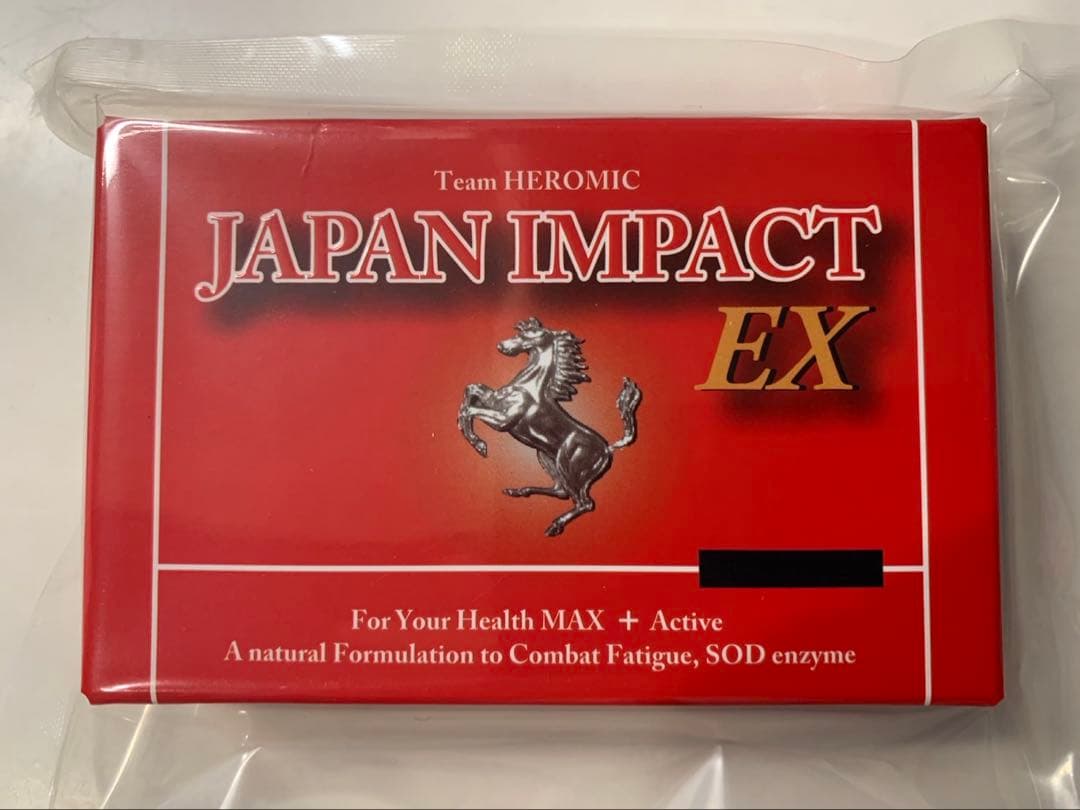 Team HEROMIC
JAPAN IMPACT
EX
For Your Health MAX + Active
A natural Formulation to Combat Fatigue, SOD enzyme